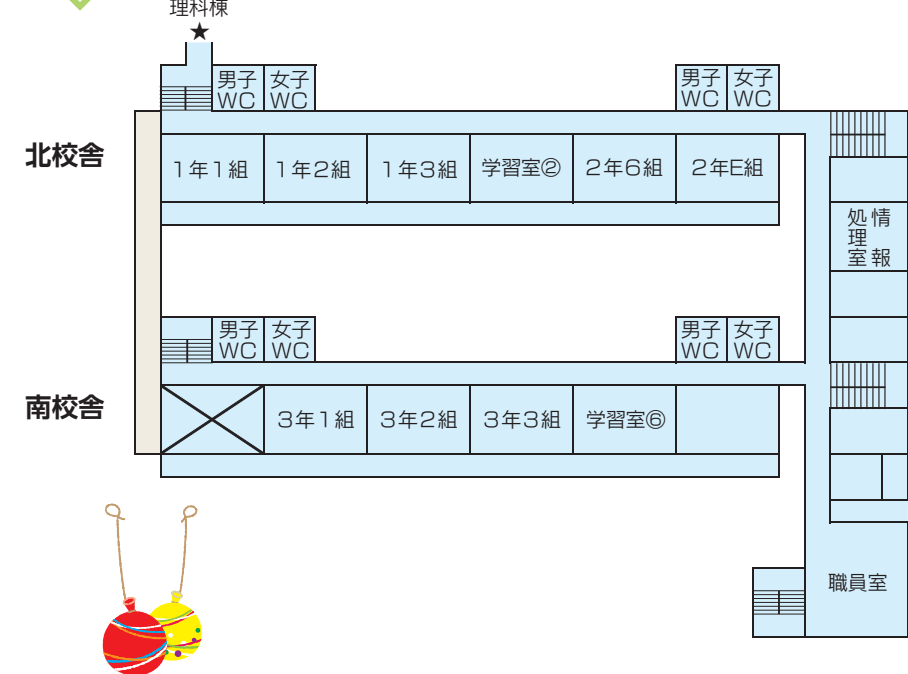 理科棟
★
男子
WC
女子
WC
男子
WC
女子
WC
北校舎
1年1組
1年2組
1年3組
学習室②
2年6組
2年E組
情報
処理室
男子
WC
女子
WC
男子
WC
女子
WC
南校舎
3年1組
3年2組
3年3組
学習室⑥
職員室